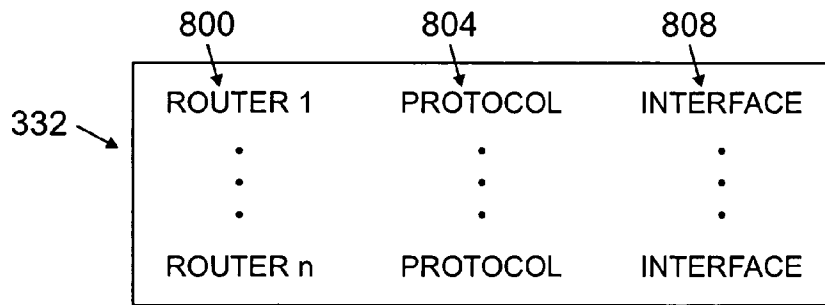 800 804 808
ROUTER 1 PROTOCOL INTERFACE
332
ROUTER n PROTOCOL INTERFACE